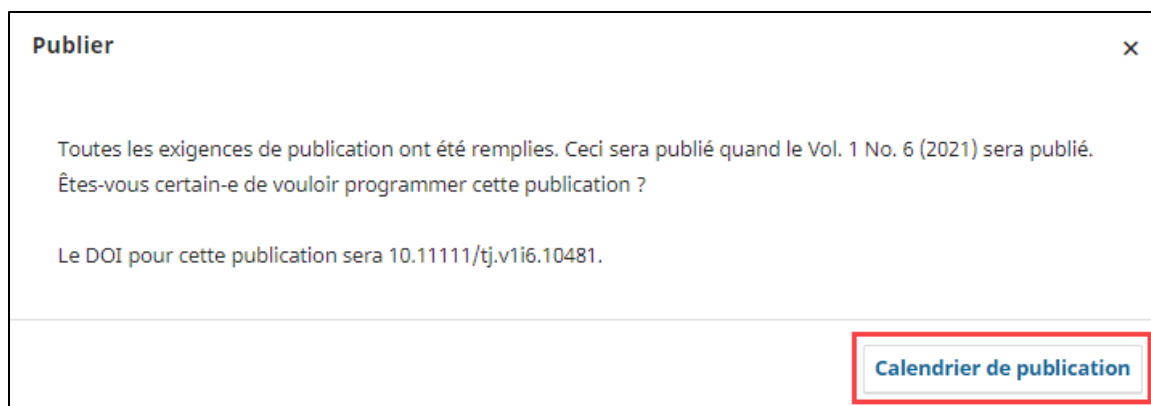 Publier
×
Toutes les exigences de publication ont été remplies. Ceci sera publié quand le Vol. 1 No. 6 (2021) sera publié.
Êtes-vous certain-e de vouloir programmer cette publication ?
Le DOI pour cette publication sera 10.11111/tj.v1i6.10481.
Calendrier de publication